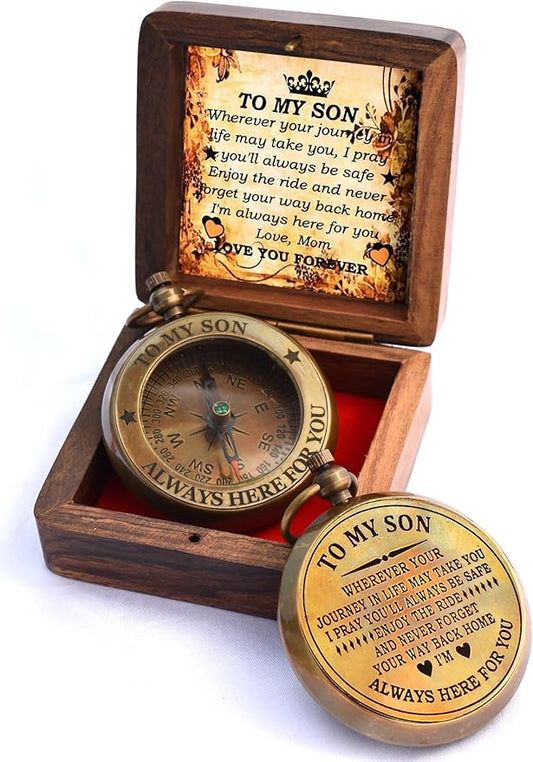 TO MY SON
Wherever your journey in
life may take you, I pray
you'll always be safe
Enjoy the ride and never
forget your way back home
I'm always here for you
Love, Mom
LOVE YOU FOREVER
TO MY SON
N NE E SE S SW W NW
ALWAYS HERE FOR YOU
TO MY SON
WHEREVER YOUR
JOURNEY IN LIFE MAY TAKE YOU
I PRAY YOU'LL ALWAYS BE SAFE
ENJOY THE RIDE
AND NEVER FORGET
YOUR WAY BACK HOME
I'M
ALWAYS HERE FOR YOU